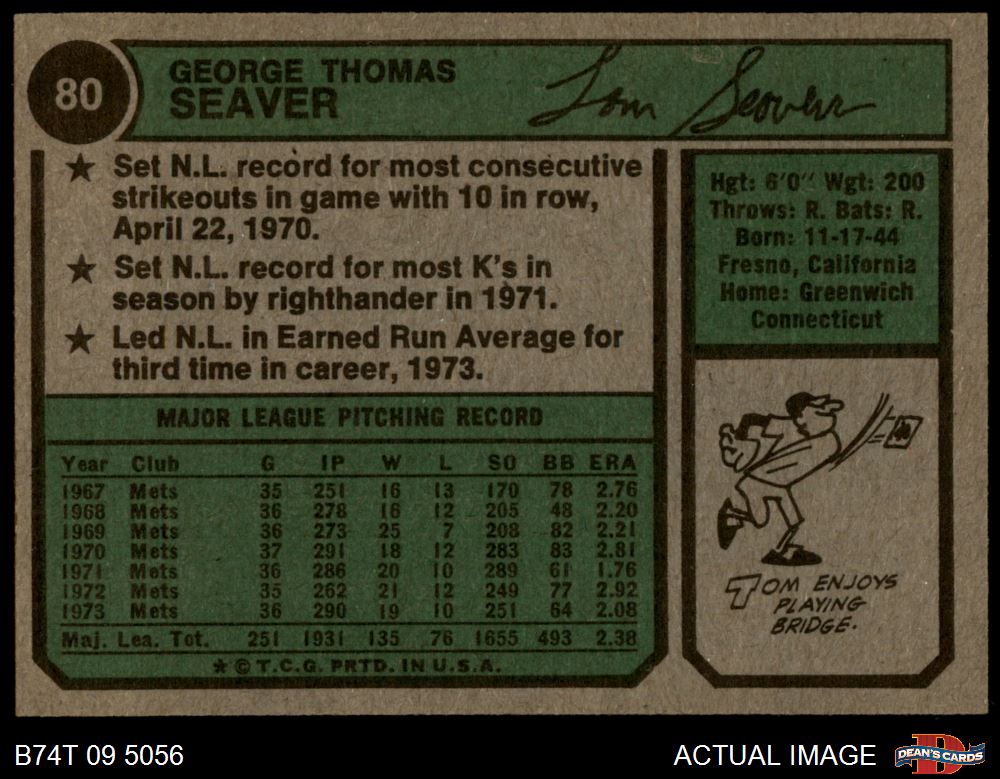 80
GEORGE THOMAS
SEAVER
Tom Seaver
★ Set N.L. record for most consecutive
strikeouts in game with 10 in row,
April 22, 1970.
★ Set N.L. record for most K's in
season by righthander in 1971.
★ Led N.L. in Earned Run Average for
third time in career, 1973.
Hgt: 6'0" Wgt: 200
Throws: R. Bats: R.
Born: 11-17-44
Fresno, California
Home: Greenwich
Connecticut
MAJOR LEAGUE PITCHING RECORD
Year Club G IP W L SO BB ERA
1967 Mets 35 251 16 13 170 78 2.76
1968 Mets 36 278 16 12 205 48 2.20
1969 Mets 36 273 25 7 208 82 2.21
1970 Mets 37 291 18 12 283 83 2.81
1971 Mets 36 286 20 10 289 61 1.76
1972 Mets 35 262 21 12 249 77 2.92
1973 Mets 36 290 19 10 251 64 2.08
Maj. Lea. Tot. 251 1931 135 76 1655 493 2.38
★ © T.C.G. PRTD. IN U.S.A.
TOM ENJOYS
PLAYING
BRIDGE.
B74T 09 5056
ACTUAL IMAGE
DEAN'S CARDS